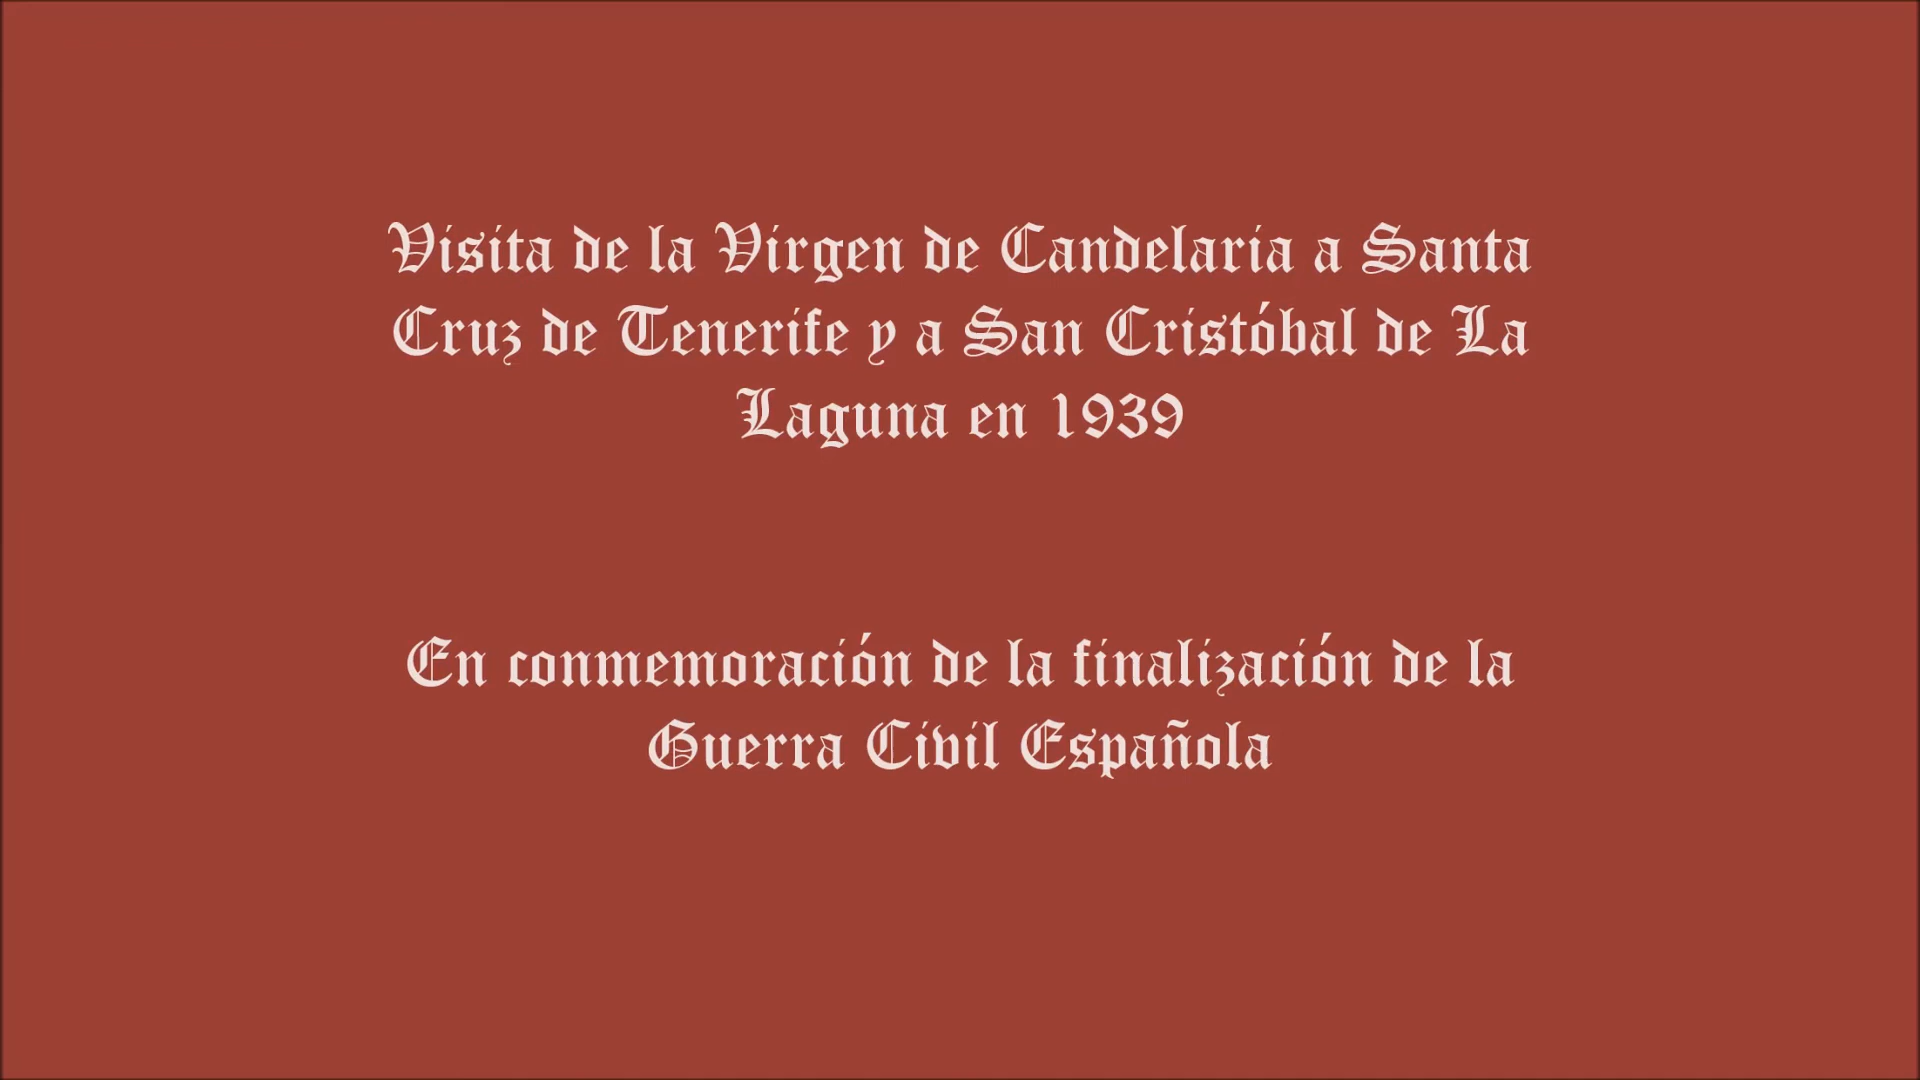 Visita de la Virgen de Candelaria a Santa
Cruz de Tenerife y a San Cristóbal de La
Laguna en 1939
En conmemoración de la finalización de la
Guerra Civil Española